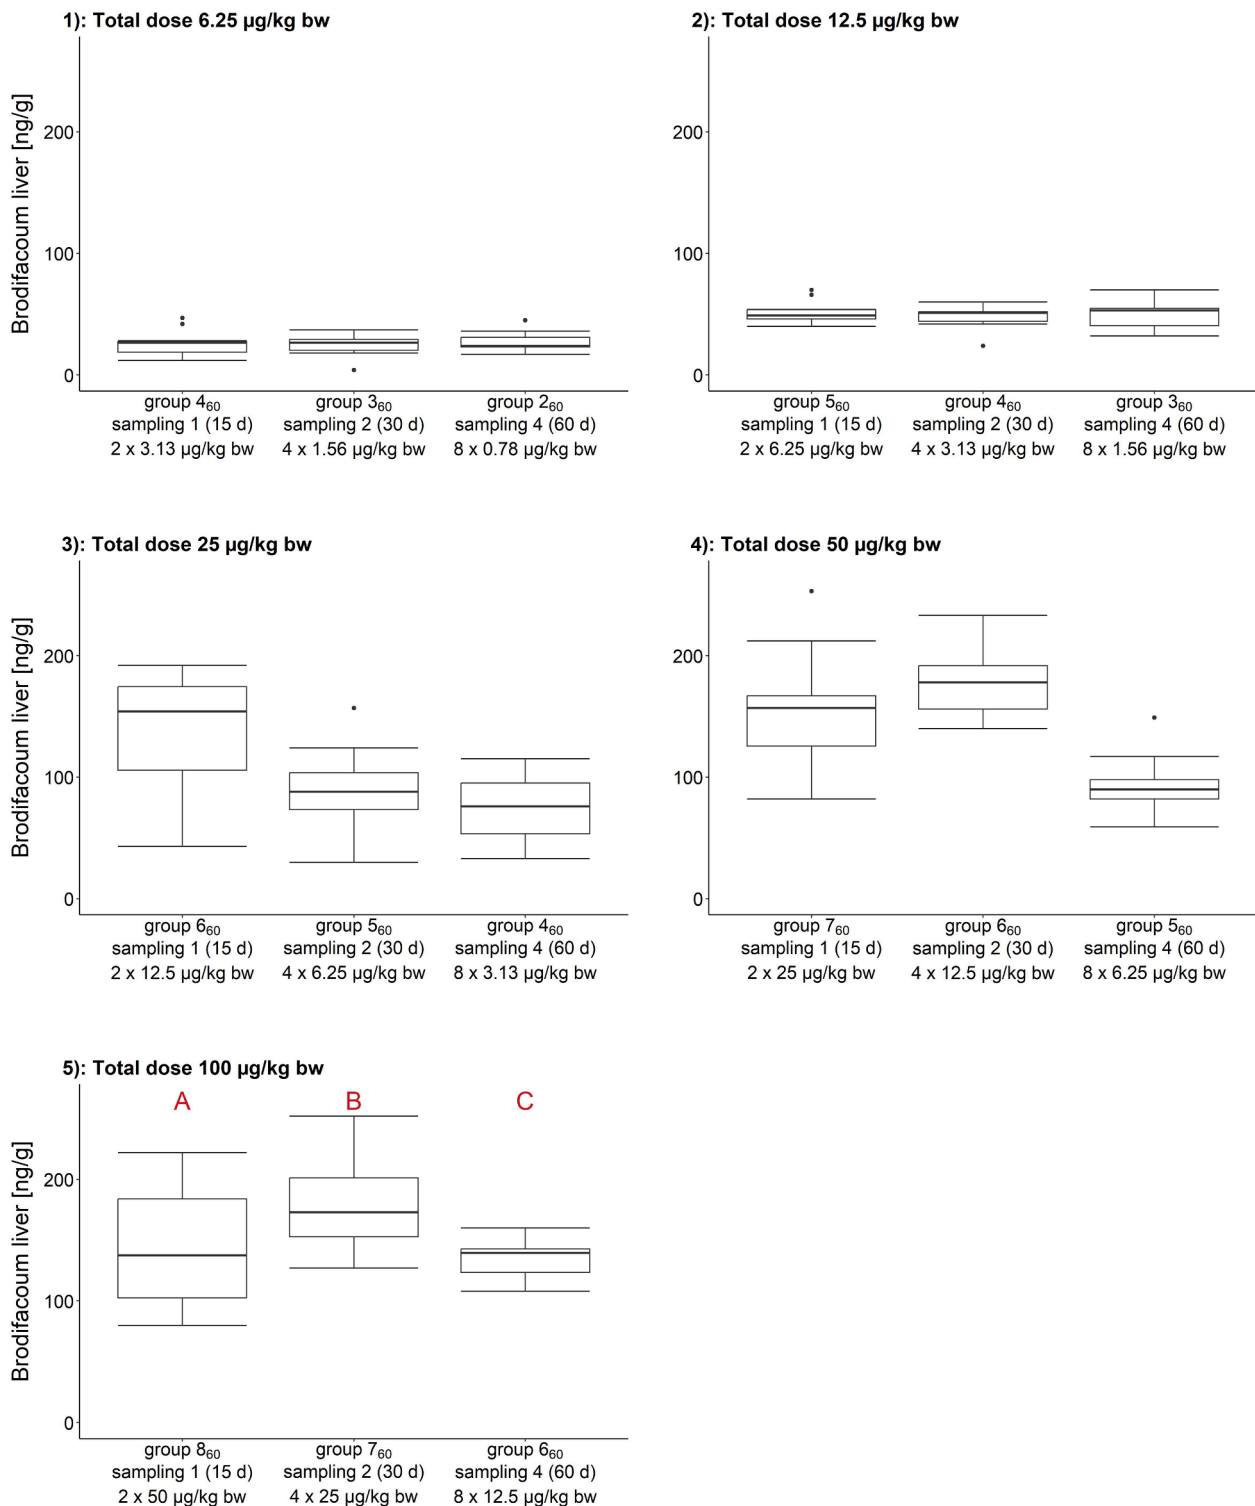 1): Total dose 6.25 µg/kg bw
Brodifacoum liver [ng/g]
200
100
0
group 4₆₀
sampling 1 (15 d)
2 x 3.13 µg/kg bw
group 3₆₀
sampling 2 (30 d)
4 x 1.56 µg/kg bw
group 2₆₀
sampling 4 (60 d)
8 x 0.78 µg/kg bw
2): Total dose 12.5 µg/kg bw
200
100
0
group 5₆₀
sampling 1 (15 d)
2 x 6.25 µg/kg bw
group 4₆₀
sampling 2 (30 d)
4 x 3.13 µg/kg bw
group 3₆₀
sampling 4 (60 d)
8 x 1.56 µg/kg bw
3): Total dose 25 µg/kg bw
Brodifacoum liver [ng/g]
200
100
0
group 6₆₀
sampling 1 (15 d)
2 x 12.5 µg/kg bw
group 5₆₀
sampling 2 (30 d)
4 x 6.25 µg/kg bw
group 4₆₀
sampling 4 (60 d)
8 x 3.13 µg/kg bw
4): Total dose 50 µg/kg bw
200
100
0
group 7₆₀
sampling 1 (15 d)
2 x 25 µg/kg bw
group 6₆₀
sampling 2 (30 d)
4 x 12.5 µg/kg bw
group 5₆₀
sampling 4 (60 d)
8 x 6.25 µg/kg bw
5): Total dose 100 µg/kg bw
A
B
C
Brodifacoum liver [ng/g]
200
100
0
group 8₆₀
sampling 1 (15 d)
2 x 50 µg/kg bw
group 7₆₀
sampling 2 (30 d)
4 x 25 µg/kg bw
group 6₆₀
sampling 4 (60 d)
8 x 12.5 µg/kg bw